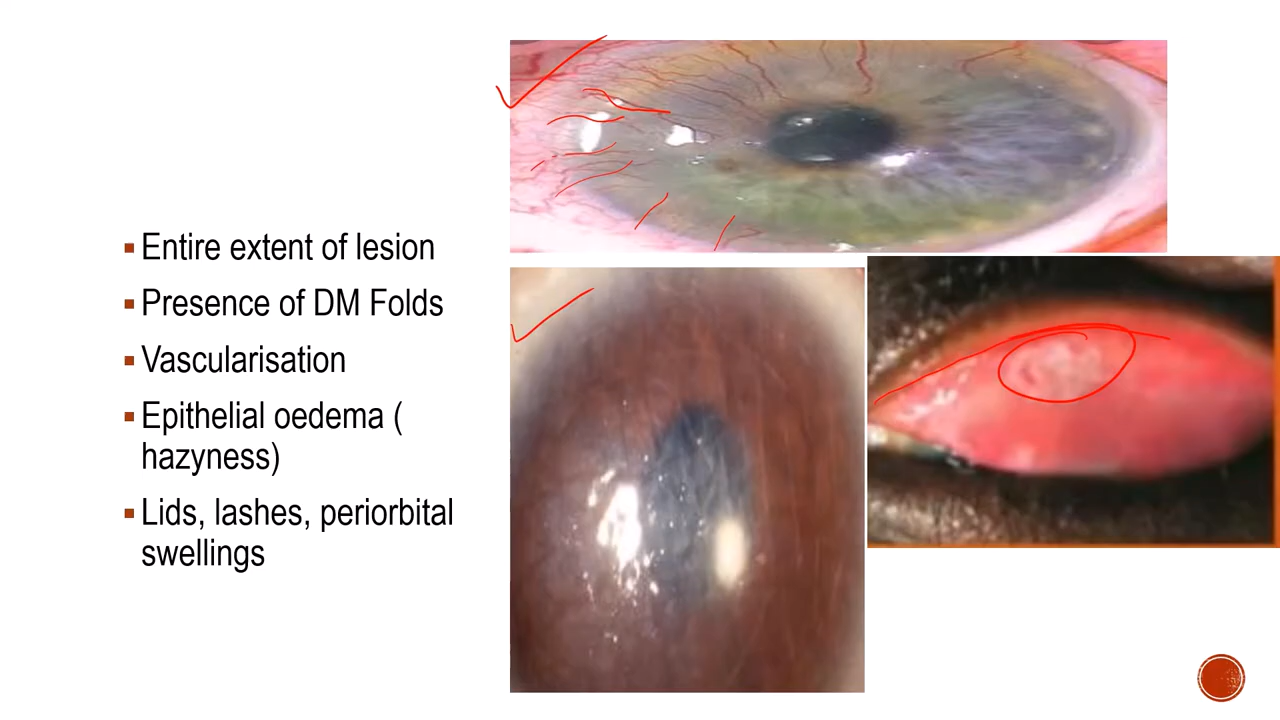 Entire extent of lesion
Presence of DM Folds
Vascularisation
Epithelial oedema (
hazyness)
Lids, lashes, periorbital
swellings